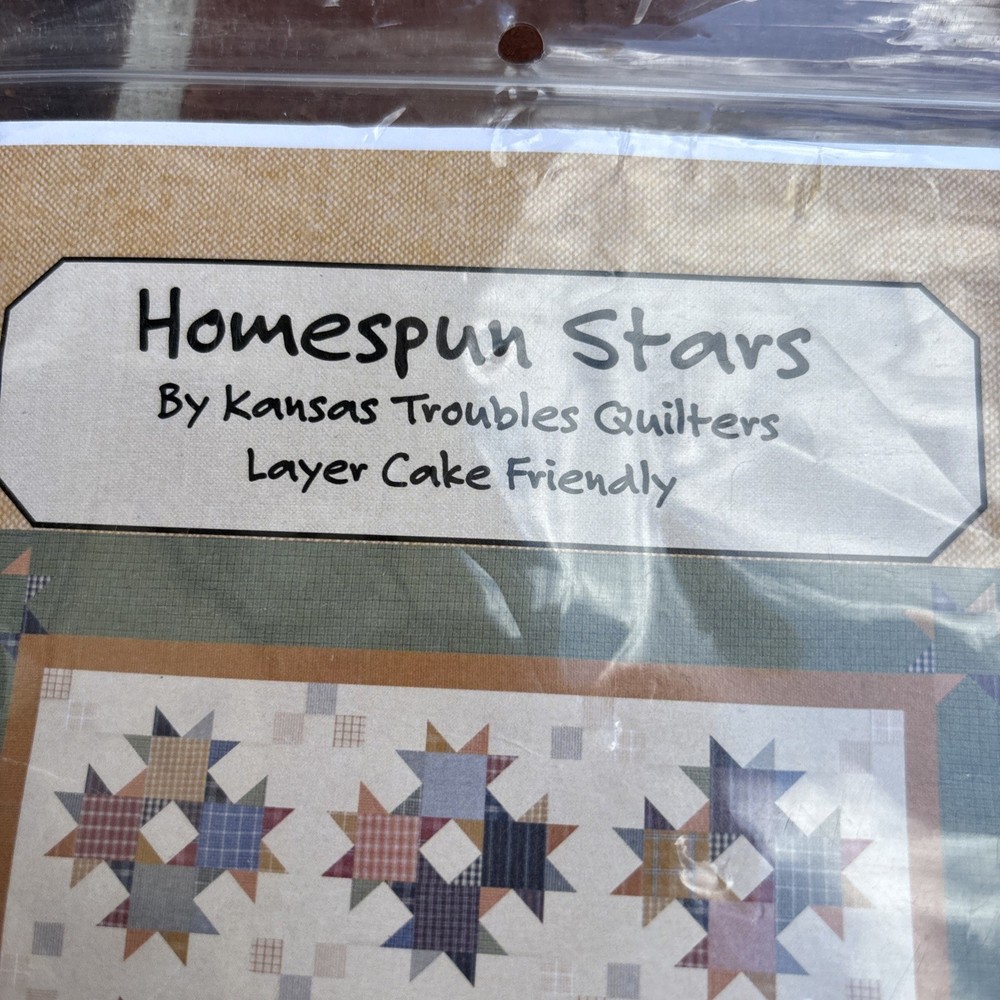 Homespun Stars
By Kansas Troubles Quilters
Layer Cake Friendly